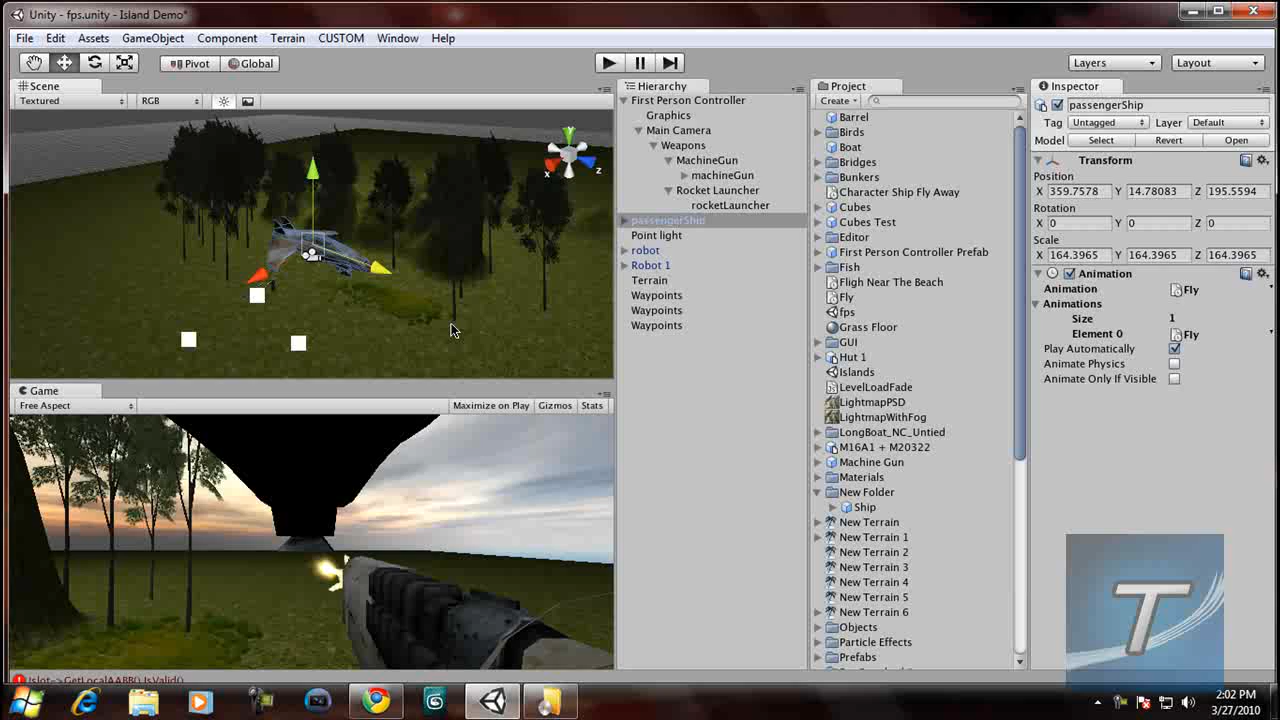 Unity - fps.unity - Island Demo*
File Edit Assets GameObject Component Terrain CUSTOM Window Help
Pivot Global Layers Layout
Scene
Textured RGB
Game
Free Aspect Maximize on Play Gizmos Stats
!slot->GetLocalAABB().IsValid()
Hierarchy
First Person Controller
Graphics
Main Camera
Weapons
MachineGun
machineGun
Rocket Launcher
rocketLauncher
passengerShip
Point light
robot
Robot 1
Terrain
Waypoints
Waypoints
Waypoints
Project
Create
Barrel
Birds
Boat
Bridges
Bunkers
Character Ship Fly Away
Cubes
Cubes Test
Editor
First Person Controller Prefab
Fish
Fligh Near The Beach
Fly
fps
Grass Floor
GUI
Hut 1
Islands
LevelLoadFade
LightmapPSD
LightmapWithFog
LongBoat_NC_Untied
M16A1 + M20322
Machine Gun
Materials
New Folder
Ship
New Terrain
New Terrain 1
New Terrain 2
New Terrain 3
New Terrain 4
New Terrain 5
New Terrain 6
Objects
Particle Effects
Prefabs
Inspector
passengerShip
Tag Untagged Layer Default
Model Select Revert Open
Transform
Position
X 359.7578 Y 14.78083 Z 195.5594
Rotation
X 0 Y 0 Z 0
Scale
X 164.3965 Y 164.3965 Z 164.3965
Animation
Animation Fly
Animations
Size 1
Element 0 Fly
Play Automatically
Animate Physics
Animate Only If Visible
T
2:02 PM
3/27/2010